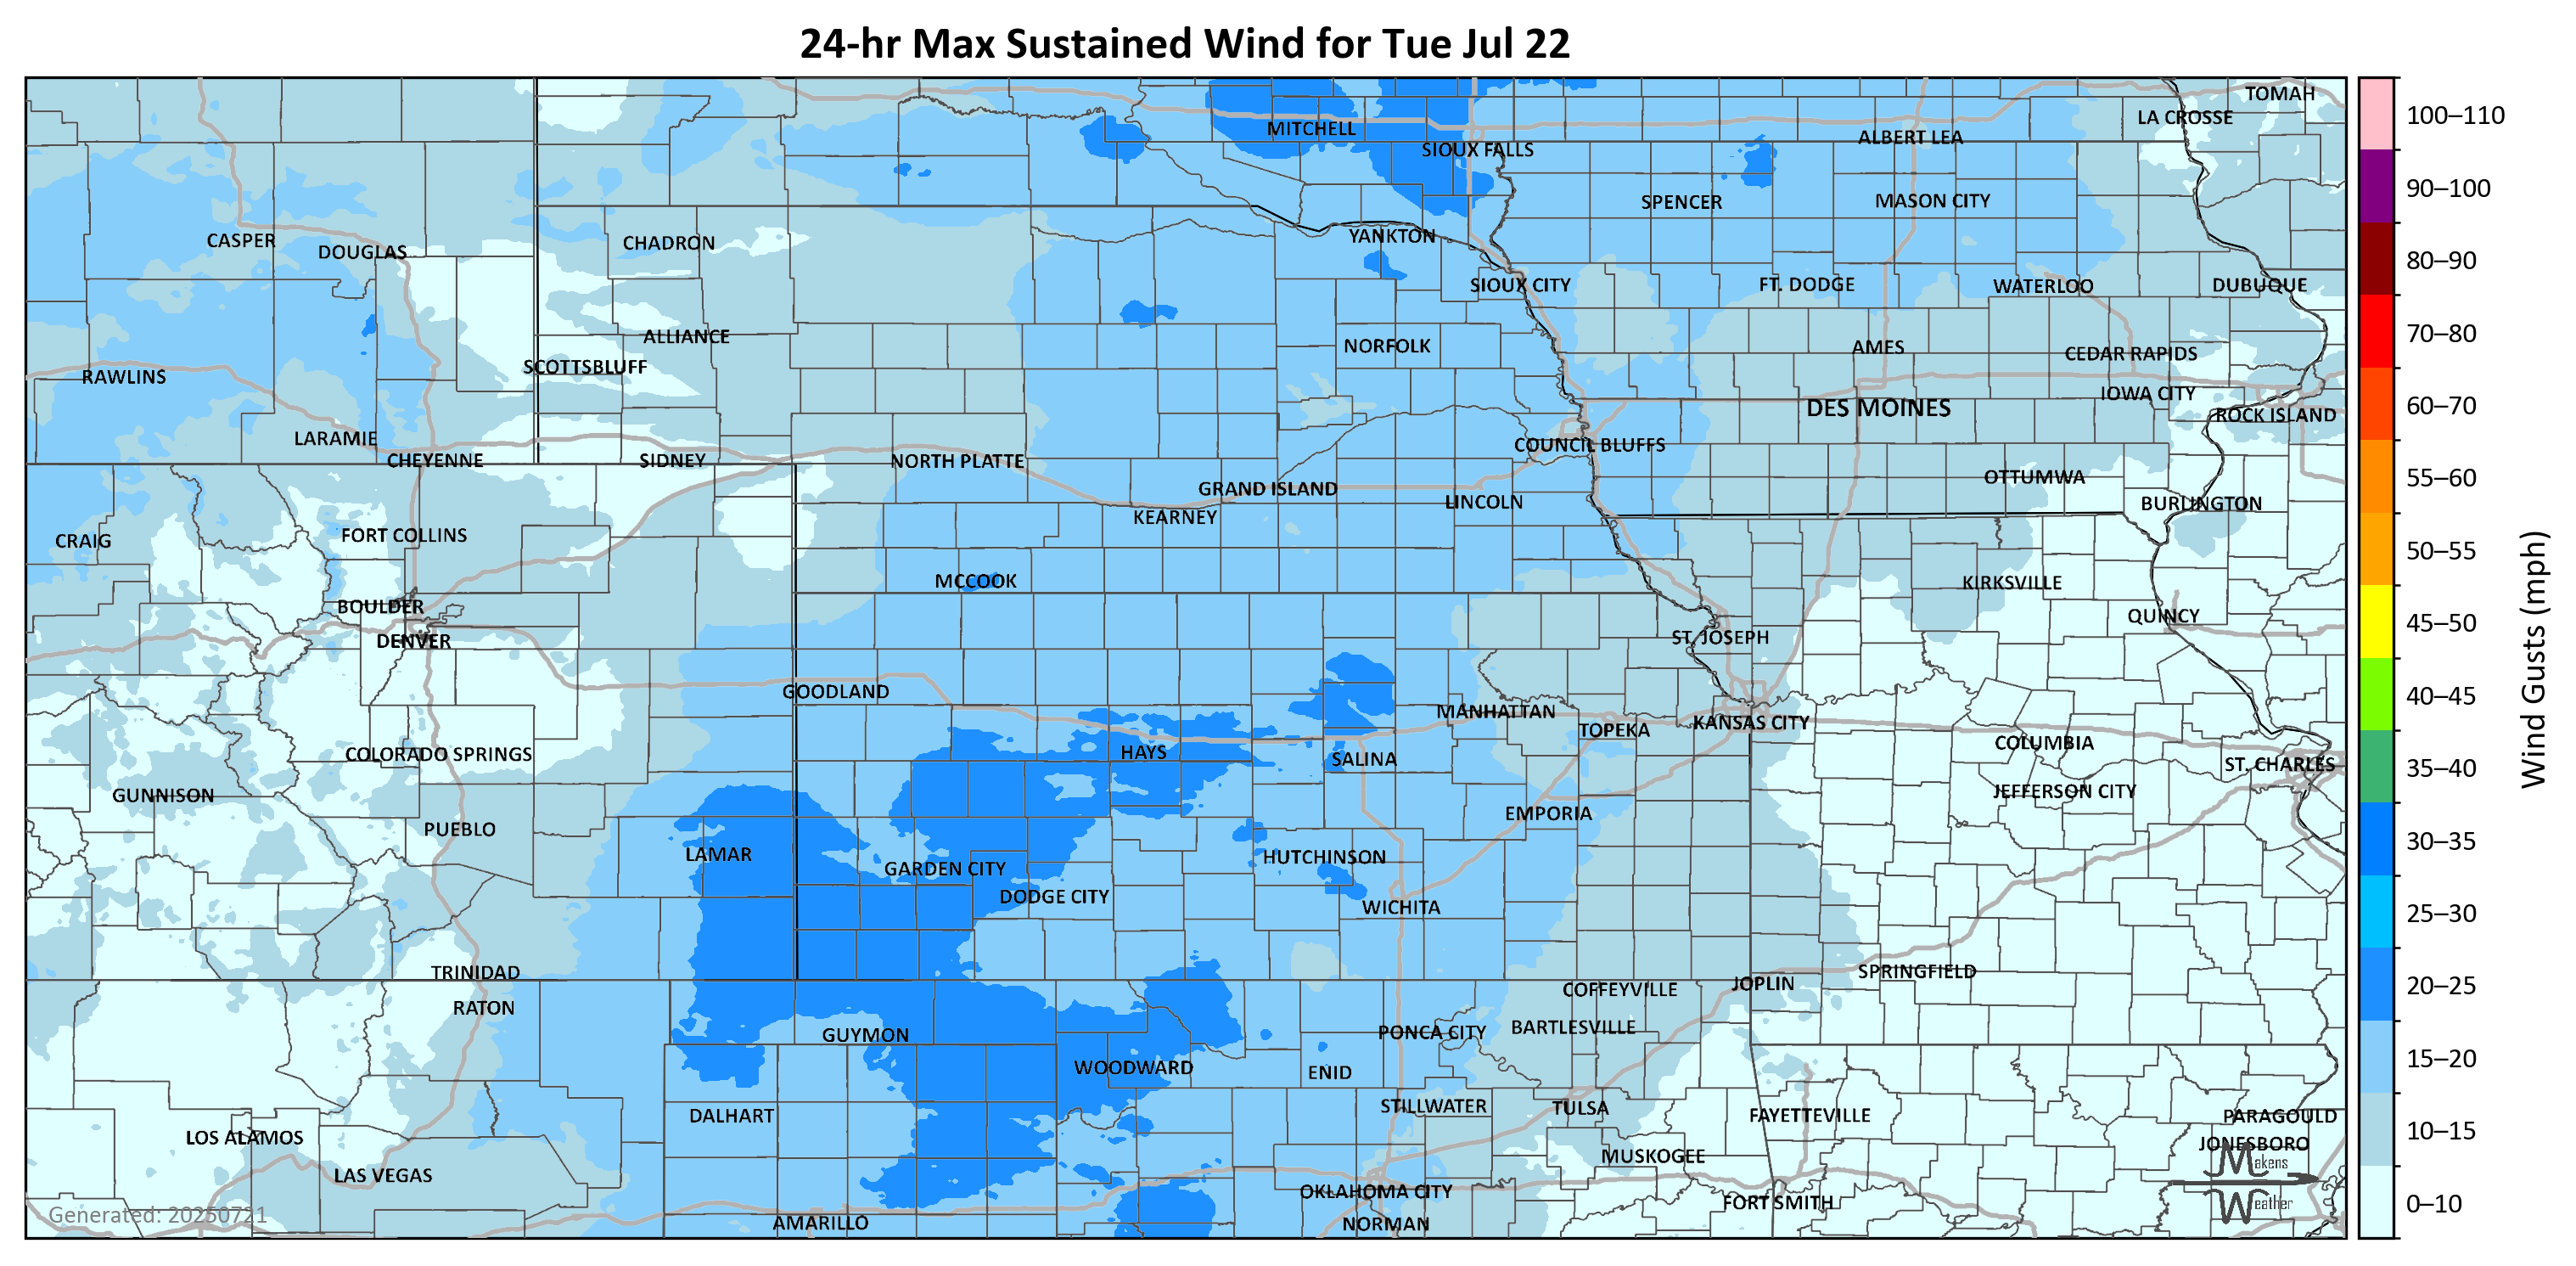 24-hr Max Sustained Wind for Tue Jul 22
TOMAH
LA CROSSE
MITCHELL
ALBERT LEA
SIOUX FALLS
SPENCER
MASON CITY
CASPER
DOUGLAS
CHADRON
YANKTON
SIOUX CITY
FT. DODGE
WATERLOO
DUBUQUE
ALLIANCE
NORFOLK
AMES
CEDAR RAPIDS
SCOTTSBLUFF
RAWLINS
IOWA CITY
DES MOINES
ROCK ISLAND
LARAMIE
COUNCIL BLUFFS
CHEYENNE
SIDNEY
NORTH PLATTE
OTTUMWA
GRAND ISLAND
LINCOLN
BURLINGTON
KEARNEY
FORT COLLINS
CRAIG
MCCOOK
KIRKSVILLE
BOULDER
QUINCY
DENVER
ST. JOSEPH
GOODLAND
MANHATTAN
KANSAS CITY
TOPEKA
COLUMBIA
COLORADO SPRINGS
HAYS
SALINA
ST. CHARLES
JEFFERSON CITY
GUNNISON
EMPORIA
PUEBLO
LAMAR
HUTCHINSON
GARDEN CITY
DODGE CITY
WICHITA
TRINIDAD
SPRINGFIELD
JOPLIN
COFFEYVILLE
RATON
BARTLESVILLE
PONCA CITY
GUYMON
WOODWARD
ENID
STILLWATER
TULSA
DALHART
FAYETTEVILLE
PARAGOULD
LOS ALAMOS
JONESBORO
MUSKOGEE
LAS VEGAS
OKLAHOMA CITY
FORT SMITH
AMARILLO
NORMAN
Makens
Weather
Generated: 20250721
100–110
90–100
80–90
70–80
60–70
55–60
50–55
45–50
40–45
35–40
30–35
25–30
20–25
15–20
10–15
0–10
Wind Gusts (mph)